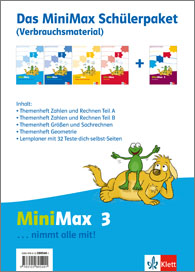 Das MiniMax Schülerpaket
(Verbrauchsmaterial)
+
Inhalt:
- Themenheft Zahlen und Rechnen Teil A
- Themenheft Zahlen und Rechnen Teil B
- Themenheft Größen und Sachrechnen
- Themenheft Geometrie
- Lernplaner mit 32 Teste-dich-selbst-Seiten
MiniMax 3
... nimmt alle mit!
Klett